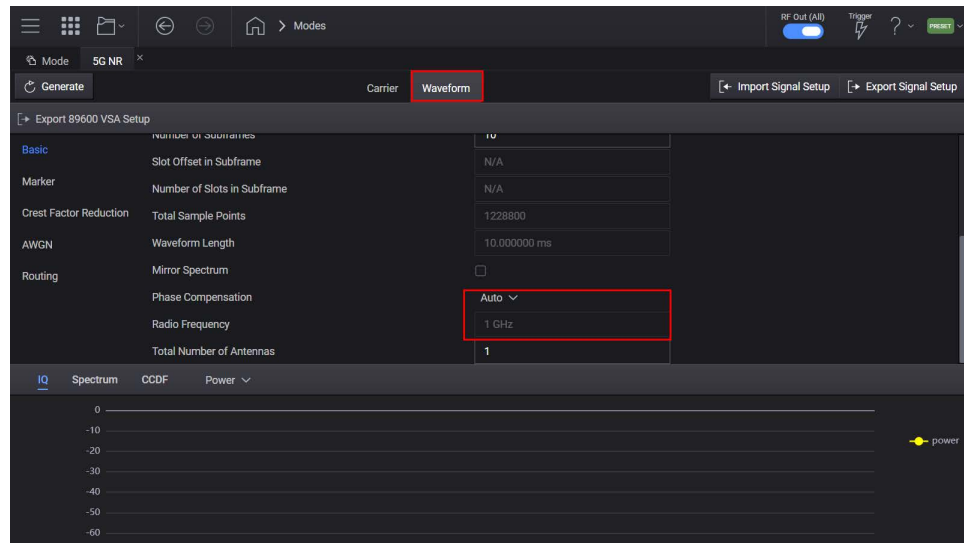 Modes
RF Out (All)
Trigger
?
PRESET
Mode 5G NR ×
Generate Carrier Waveform Import Signal Setup Export Signal Setup
Export 89600 VSA Setup
Number of Subframes 10
Basic
Slot Offset in Subframe N/A
Marker
Number of Slots in Subframe N/A
Crest Factor Reduction
Total Sample Points 1228800
AWGN
Waveform Length 10.000000 ms
Routing
Mirror Spectrum
Phase Compensation Auto
Radio Frequency 1 GHz
Total Number of Antennas 1
IQ Spectrum CCDF Power
0
-10
-20
-30
-40
-50
-60
power